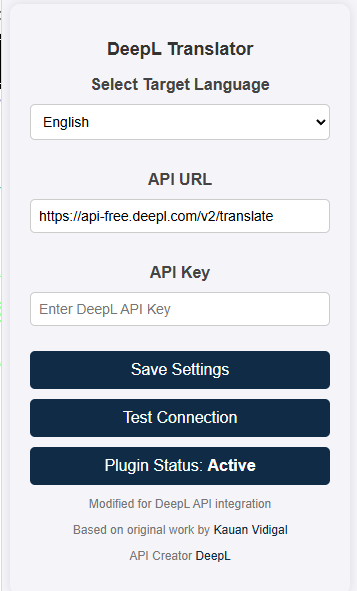 DeepL Translator
Select Target Language
English
API URL
https://api-free.deepl.com/v2/translate
API Key
Enter DeepL API Key
Save Settings
Test Connection
Plugin Status: Active
Modified for DeepL API integration
Based on original work by Kauan Vidigal
API Creator DeepL